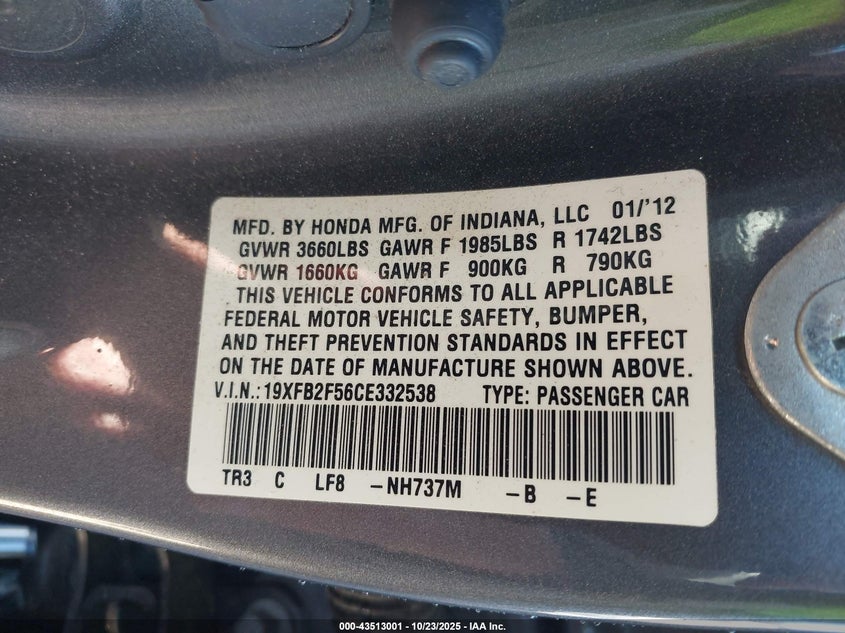 MFD. BY HONDA MFG. OF INDIANA, LLC 01/'12
GVWR 3660LBS GAWR F 1985LBS R 1742LBS
GVWR 1660KG GAWR F 900KG R 790KG
THIS VEHICLE CONFORMS TO ALL APPLICABLE
FEDERAL MOTOR VEHICLE SAFETY, BUMPER,
AND THEFT PREVENTION STANDARDS IN EFFECT
ON THE DATE OF MANUFACTURE SHOWN ABOVE.
V.I.N.: 19XFB2F56CE332538 TYPE: PASSENGER CAR
TR3 C LF8 -NH737M -B -E
000-43513001 | 10/23/2025 - IAA Inc.